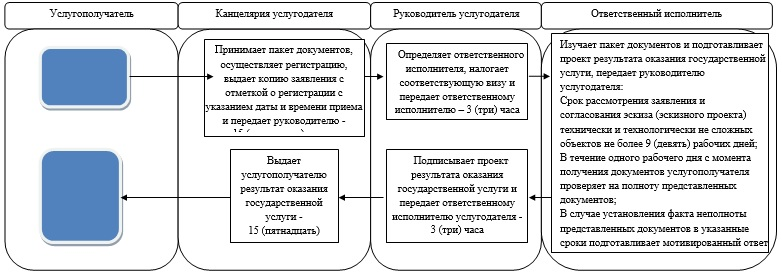 Услугополучатель
Канцелярия услугодателя
Руководитель услугодателя
Ответственный исполнитель
Принимает пакет документов,
осуществляет регистрацию,
выдает копию заявления с
отметкой о регистрации с
указанием даты и времени приема
и передает руководителю -
Определяет ответственного
исполнителя, налогает
соответствующую визу и
передает ответственному
исполнителю – 3 (три) часа
Изучает пакет документов и подготавливает
проект результата оказания государственной
услуги, передает руководителю
услугодателя:
Срок рассмотрения заявления и
согласования эскиза (эскизного проекта)
технически и технологически не сложных
объектов не более 9 (девять) рабочих дней;
В течение одного рабочего дня с момента
получения документов услугополучателя
проверяет на полноту представленных
документов;
В случае установления факта неполноты
представленных документов в указанные
сроки подготавливает мотивированный ответ
Выдает
услугополучателю
результат оказания
государственной
услуги -
15 (пятнадцать)
Подписывает проект
результата оказания
государственной услуги и
передает ответственному
исполнителю услугодателя -
3 (три) часа